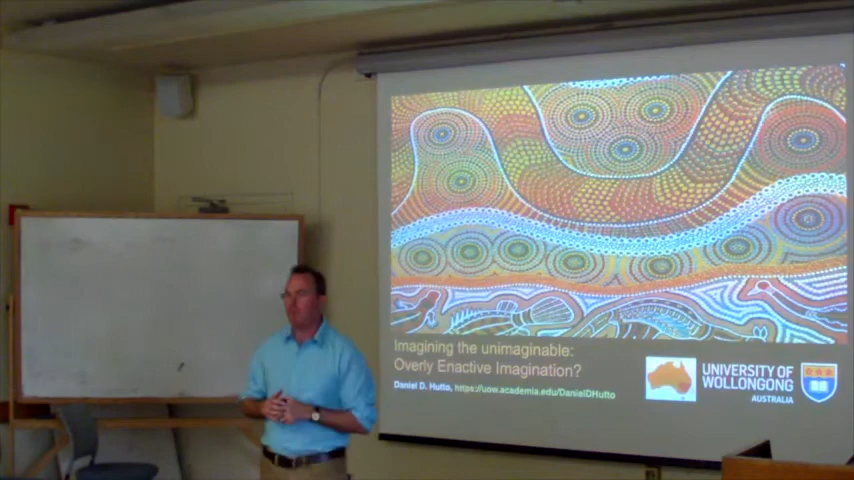 Imagining the unimaginable:
Overly Enactive Imagination?
Daniel D. Hutto, https://uow.academia.edu/DanielDHutto
UNIVERSITY OF
WOLLONGONG
AUSTRALIA